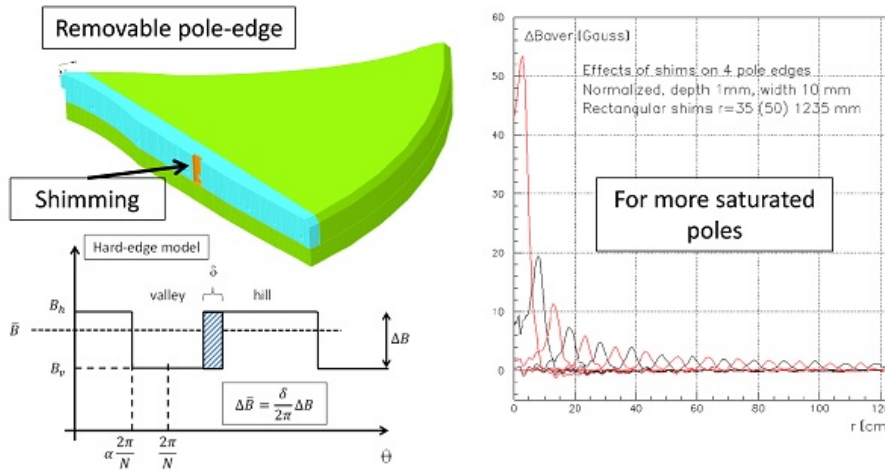 Removable pole-edge
Shimming
Hard-edge model
δ
valley
hill
B_h
B̄
B_v
ΔB
ΔB̄ = δ/2π ΔB
α 2π/N
2π/N
Θ
60
50
40
30
20
10
0
ΔBaver (Gauss)
Effects of shims on 4 pole edges
Normalized, depth 1mm, width 10 mm
Rectangular shims r=35 (50) 1235 mm
For more saturated
poles
0
20
40
60
80
100
r (cm